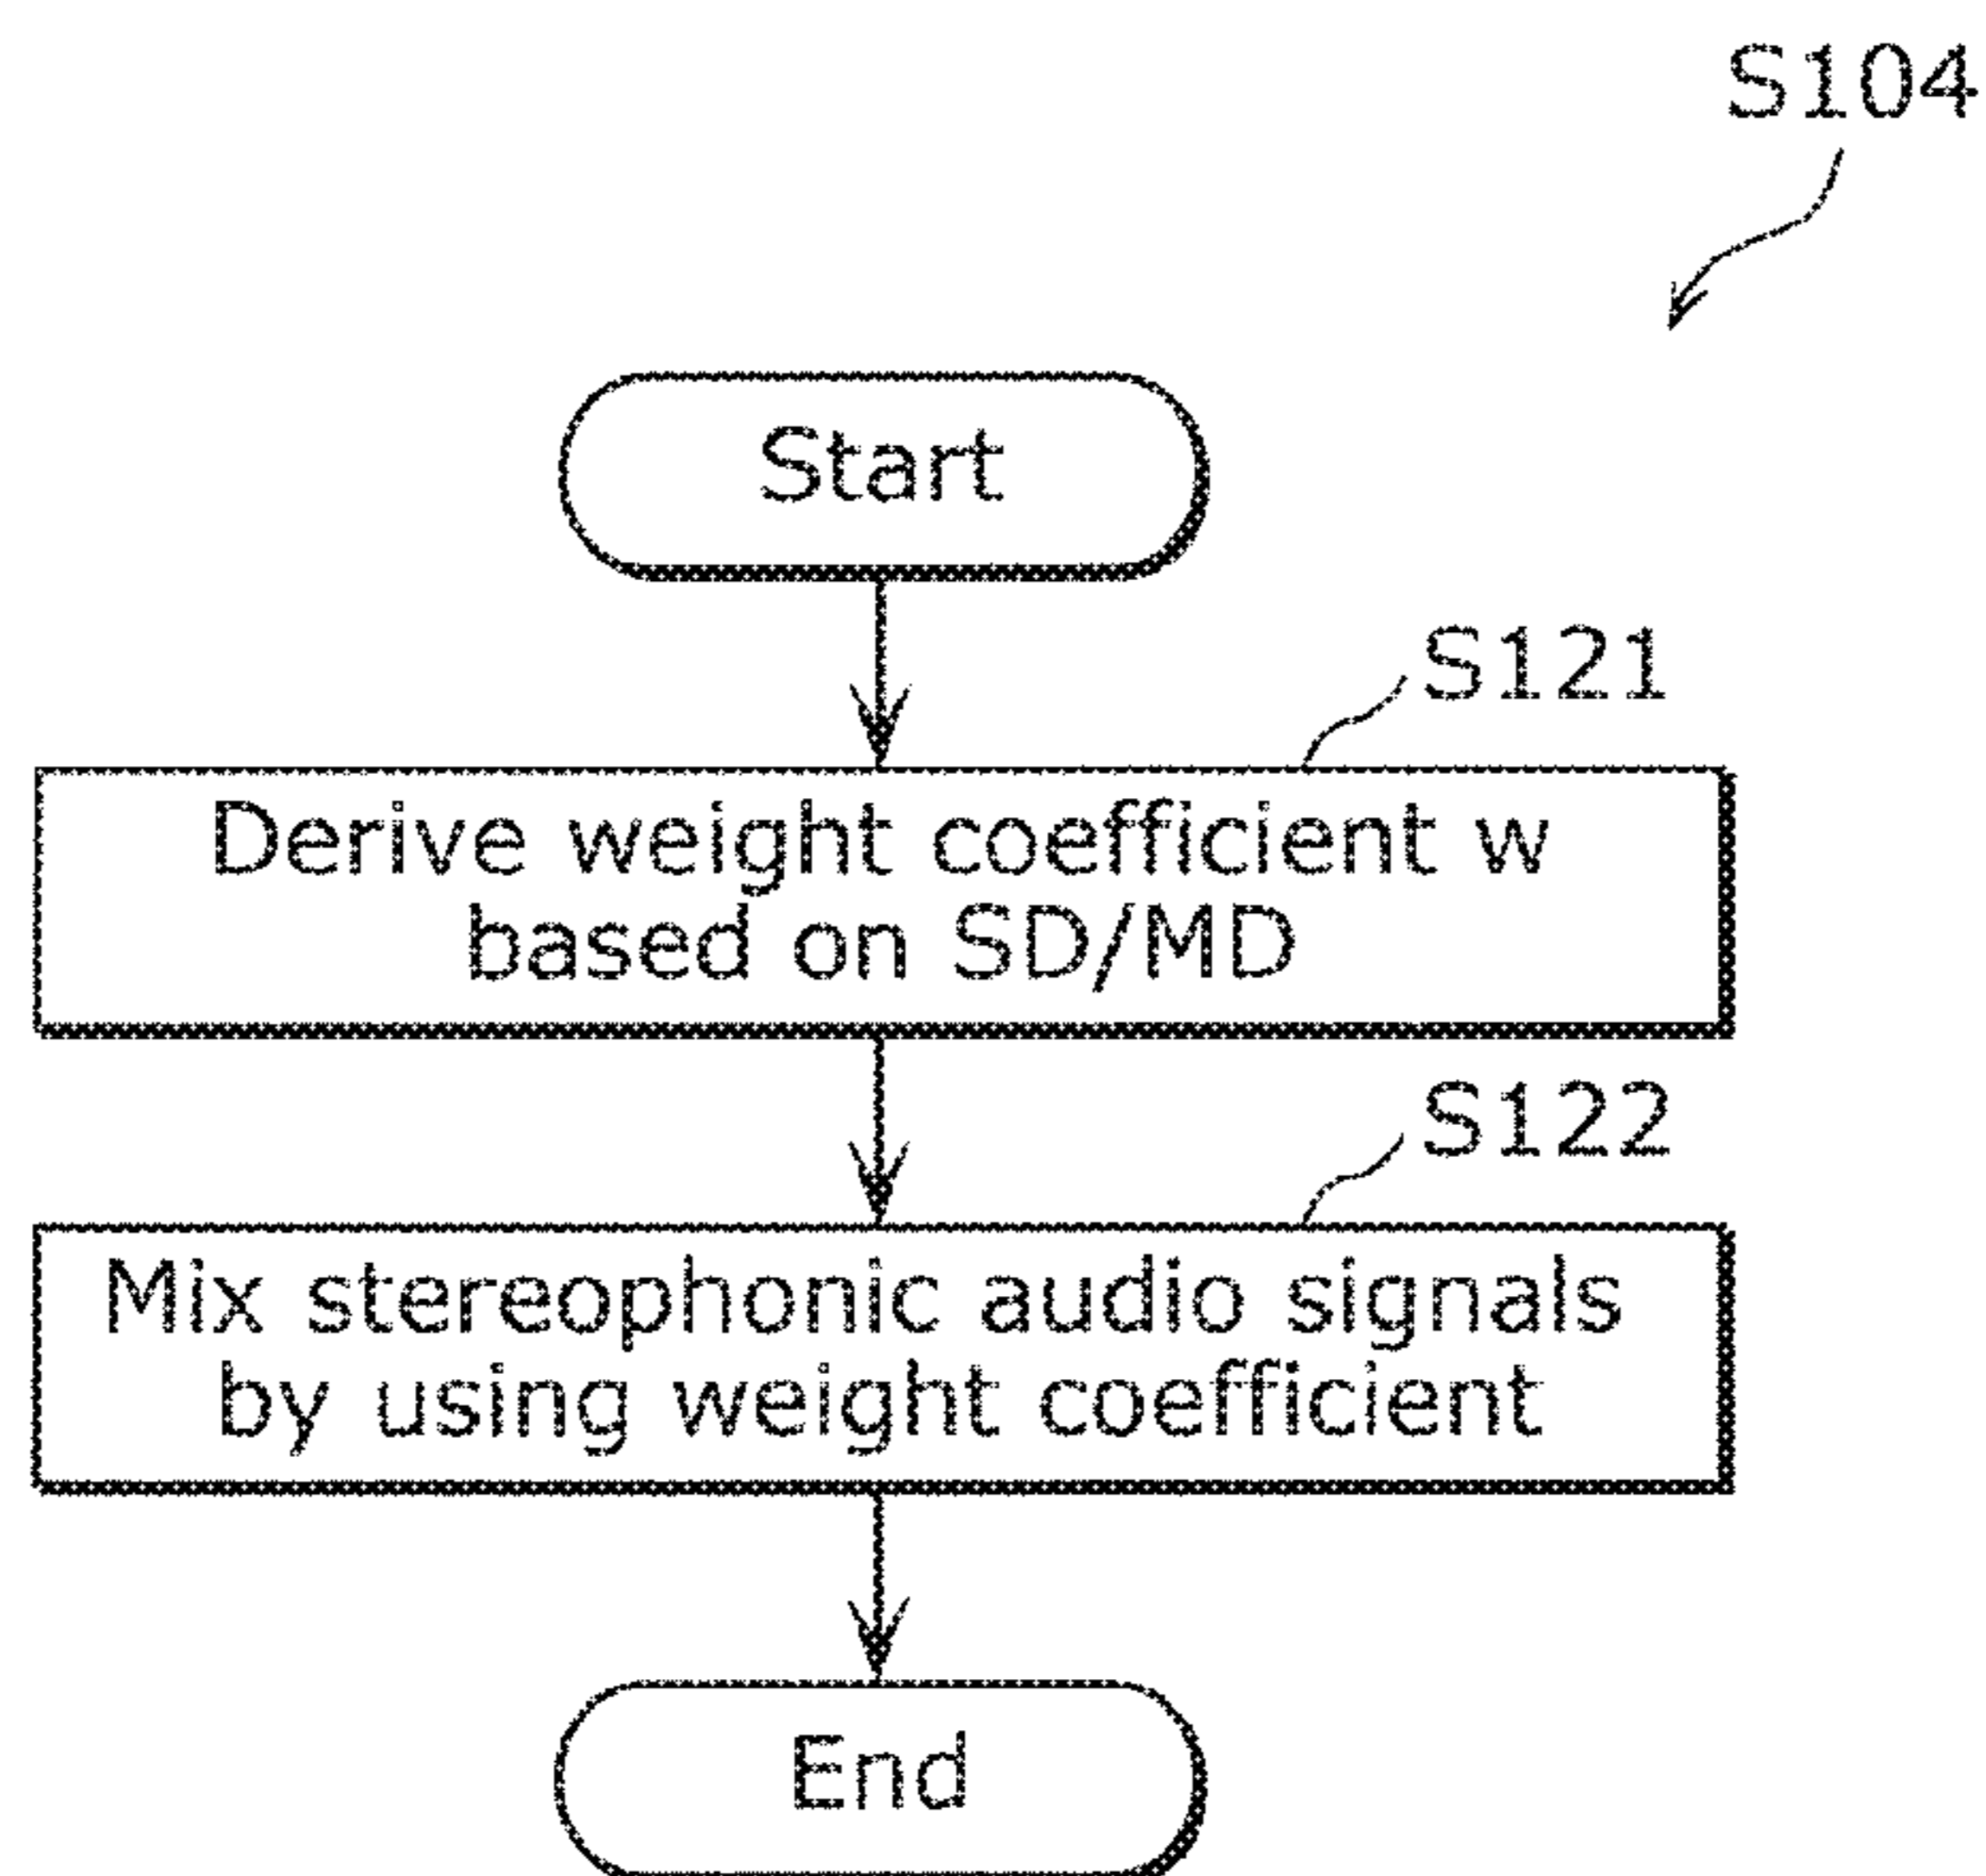 S104
Start
S121
Derive weight coefficient w
based on SD/MD
S122
Mix stereophonic audio signals
by using weight coefficient
End